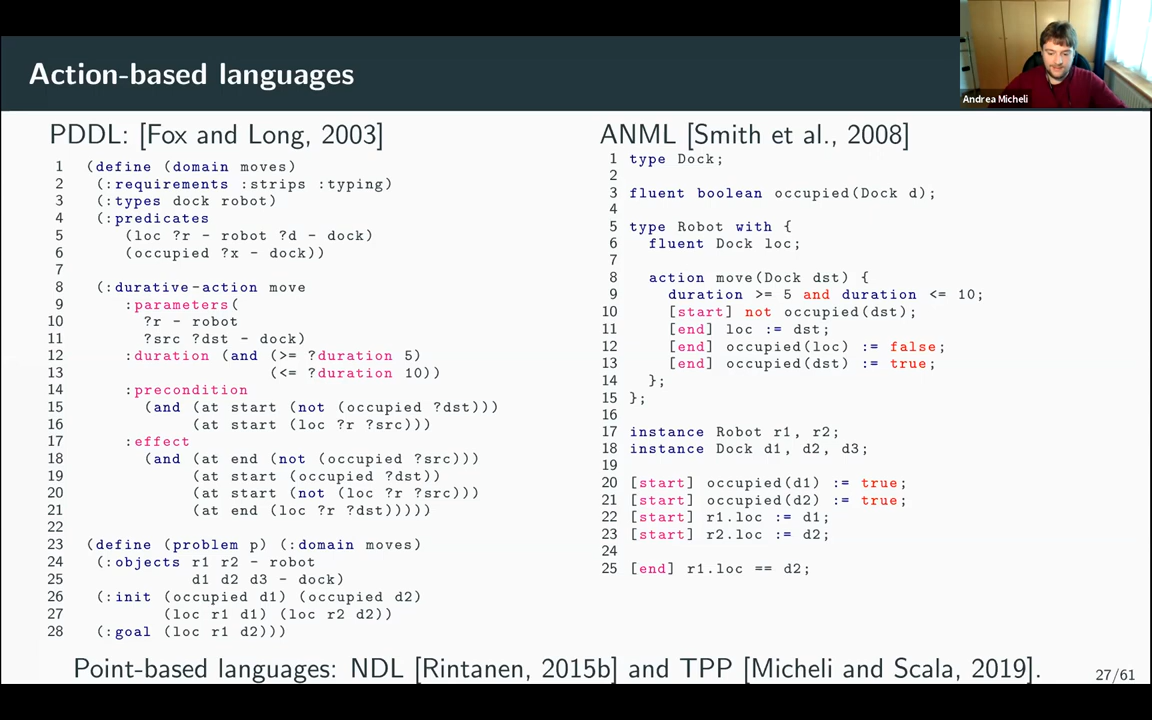 Action-based languages
Andrea Micheli
PDDL: [Fox and Long, 2003]
1 (define (domain moves)
2 (:requirements :strips :typing)
3 (:types dock robot)
4 (:predicates
5 (loc ?r - robot ?d - dock)
6 (occupied ?x - dock))
7
8 (:durative-action move
9 :parameters(
10 ?r - robot
11 ?src ?dst - dock)
12 :duration (and (>= ?duration 5)
13 (<= ?duration 10))
14 :precondition
15 (and (at start (not (occupied ?dst)))
16 (at start (loc ?r ?src)))
17 :effect
18 (and (at end (not (occupied ?src)))
19 (at start (occupied ?dst))
20 (at start (not (loc ?r ?src)))
21 (at end (loc ?r ?dst)))))
22
23 (define (problem p) (:domain moves)
24 (:objects r1 r2 - robot
25 d1 d2 d3 - dock)
26 (:init (occupied d1) (occupied d2)
27 (loc r1 d1) (loc r2 d2))
28 (:goal (loc r1 d2)))
ANML [Smith et al., 2008]
1 type Dock;
2
3 fluent boolean occupied(Dock d);
4
5 type Robot with {
6 fluent Dock loc;
7
8 action move(Dock dst) {
9 duration >= 5 and duration <= 10;
10 [start] not occupied(dst);
11 [end] loc := dst;
12 [end] occupied(loc) := false;
13 [end] occupied(dst) := true;
14 };
15 };
16
17 instance Robot r1, r2;
18 instance Dock d1, d2, d3;
19
20 [start] occupied(d1) := true;
21 [start] occupied(d2) := true;
22 [start] r1.loc := d1;
23 [start] r2.loc := d2;
24
25 [end] r1.loc == d2;
Point-based languages: NDL [Rintanen, 2015b] and TPP [Micheli and Scala, 2019].
27/61